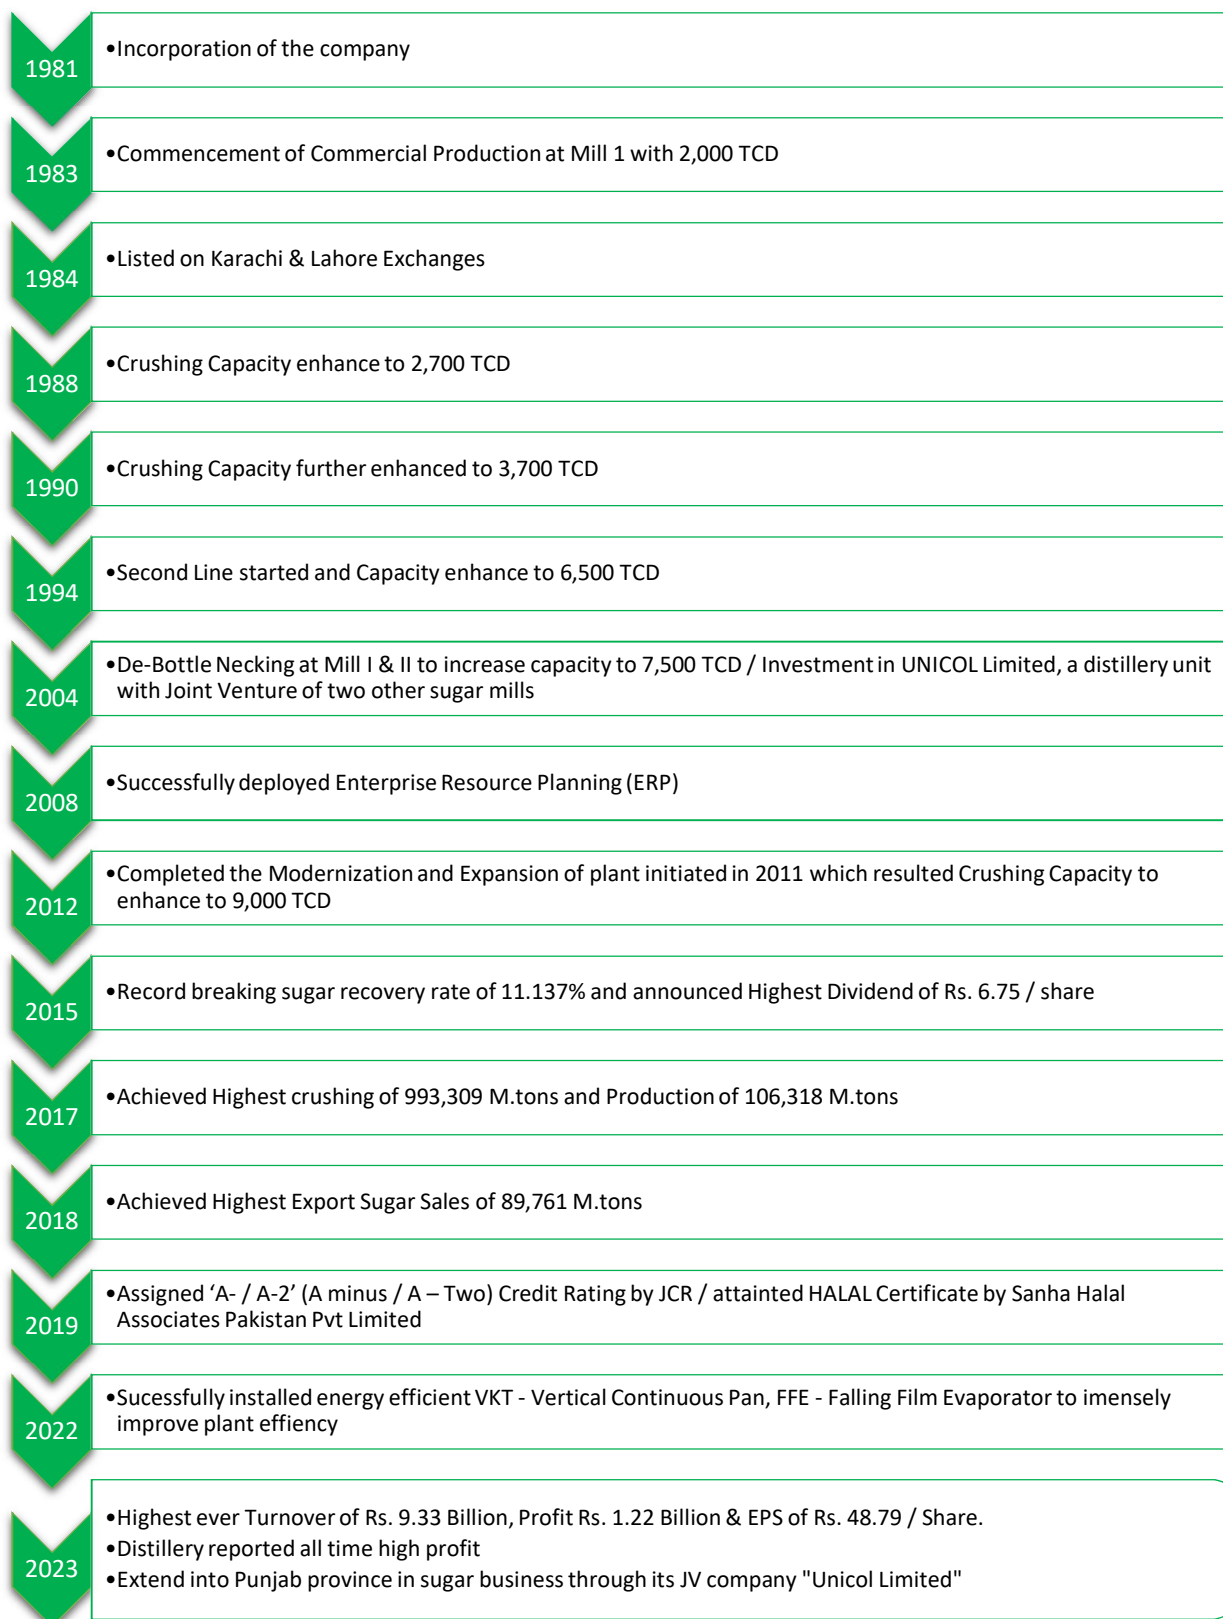 1981
•Incorporation of the company
1983
•Commencement of Commercial Production at Mill 1 with 2,000 TCD
1984
•Listed on Karachi & Lahore Exchanges
1988
•Crushing Capacity enhance to 2,700 TCD
1990
•Crushing Capacity further enhanced to 3,700 TCD
1994
•Second Line started and Capacity enhance to 6,500 TCD
2004
•De-Bottle Necking at Mill I & II to increase capacity to 7,500 TCD / Investment in UNICOL Limited, a distillery unit
with Joint Venture of two other sugar mills
2008
•Successfully deployed Enterprise Resource Planning (ERP)
2012
•Completed the Modernization and Expansion of plant initiated in 2011 which resulted Crushing Capacity to
enhance to 9,000 TCD
2015
•Record breaking sugar recovery rate of 11.137% and announced Highest Dividend of Rs. 6.75 / share
2017
•Achieved Highest crushing of 993,309 M.tons and Production of 106,318 M.tons
2018
•Achieved Highest Export Sugar Sales of 89,761 M.tons
2019
•Assigned ‘A- / A-2’ (A minus / A – Two) Credit Rating by JCR / attainted HALAL Certificate by Sanha Halal
Associates Pakistan Pvt Limited
2022
•Sucessfully installed energy efficient VKT - Vertical Continuous Pan, FFE - Falling Film Evaporator to imensely
improve plant effiency
2023
•Highest ever Turnover of Rs. 9.33 Billion, Profit Rs. 1.22 Billion & EPS of Rs. 48.79 / Share.
•Distillery reported all time high profit
•Extend into Punjab province in sugar business through its JV company "Unicol Limited"